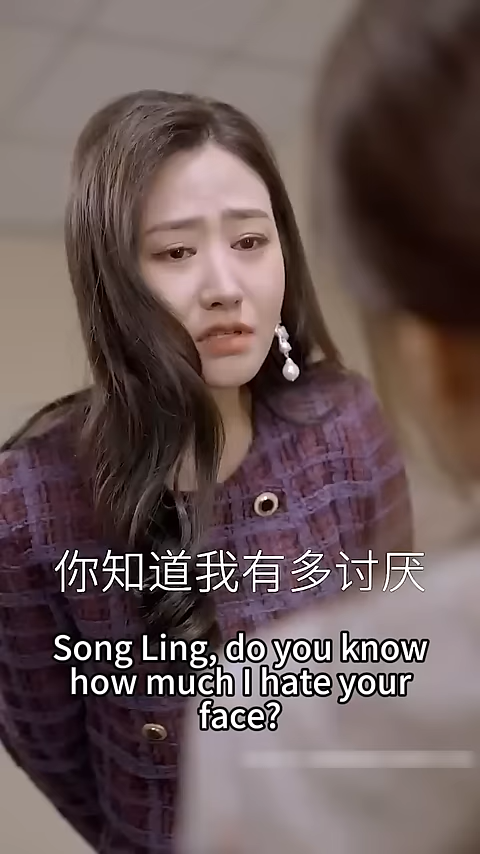 你知道我有多讨厌
Song Ling, do you know
how much I hate your
face?